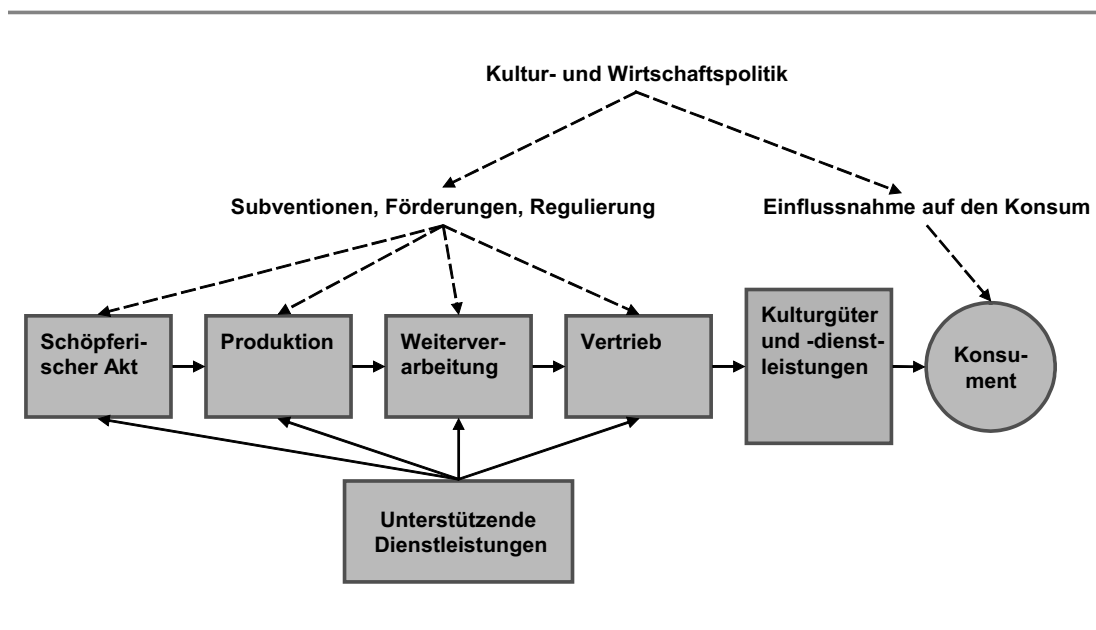 Kultur- und Wirtschaftspolitik
Subventionen, Förderungen, Regulierung
Einflussnahme auf den Konsum
Schöpferi-
scher Akt
Produktion
Weiterver-
arbeitung
Vertrieb
Kulturgüter
und -dienst-
leistungen
Konsu-
ment
Unterstützende
Dienstleistungen